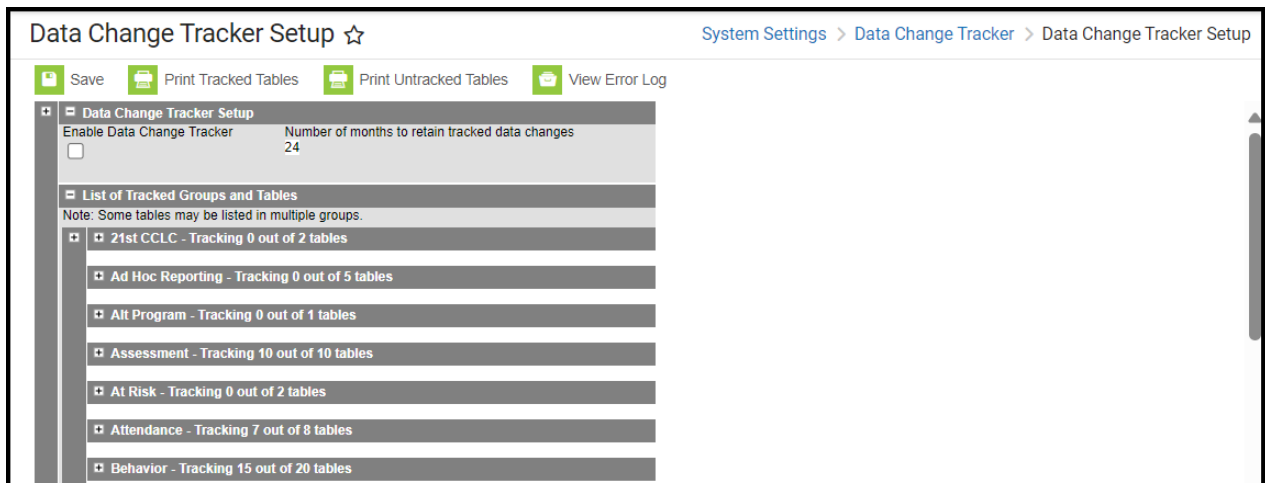 Data Change Tracker Setup
System Settings > Data Change Tracker > Data Change Tracker Setup
Save Print Tracked Tables Print Untracked Tables View Error Log
Data Change Tracker Setup
Enable Data Change Tracker Number of months to retain tracked data changes
24
List of Tracked Groups and Tables
Note: Some tables may be listed in multiple groups.
21st CCLC - Tracking 0 out of 2 tables
Ad Hoc Reporting - Tracking 0 out of 5 tables
Alt Program - Tracking 0 out of 1 tables
Assessment - Tracking 10 out of 10 tables
At Risk - Tracking 0 out of 2 tables
Attendance - Tracking 7 out of 8 tables
Behavior - Tracking 15 out of 20 tables